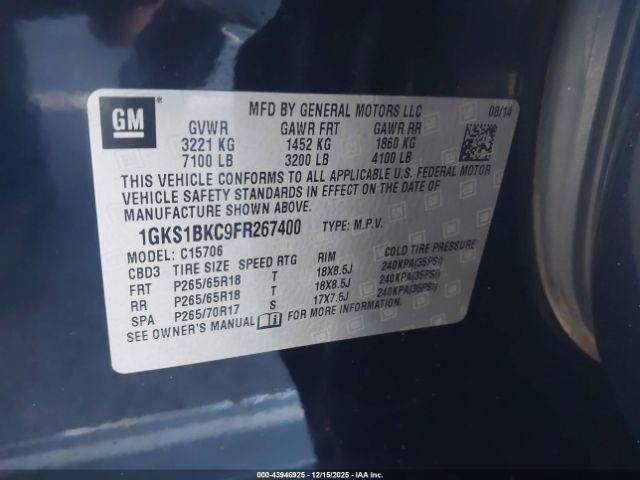 GM
MFD BY GENERAL MOTORS LLC 08/14
GVWR GAWR FRT GAWR RR
3221 KG 1452 KG 1860 KG
7100 LB 3200 LB 4100 LB
THIS VEHICLE CONFORMS TO ALL APPLICABLE U.S. FEDERAL MOTOR
VEHICLE SAFETY STANDARDS IN EFFECT ON THE DATE OF
MANUFACTURE SHOWN ABOVE.
1GKS1BKC9FR267400 TYPE: M.P.V.
MODEL: C15706
CBD3 TIRE SIZE SPEED RTG RIM COLD TIRE PRESSURE
FRT P265/65R18 T 18X8.5J 240KPA(35PSI)
RR P265/65R18 T 18X8.5J 240KPA(35PSI)
SPA P265/70R17 S 17X7.5J 240KPA(35PSI)
SEE OWNER'S MANUAL FOR MORE INFORMATION.
000-43946925 - 12/15/2025 - IAA Inc. DBA IMPACT